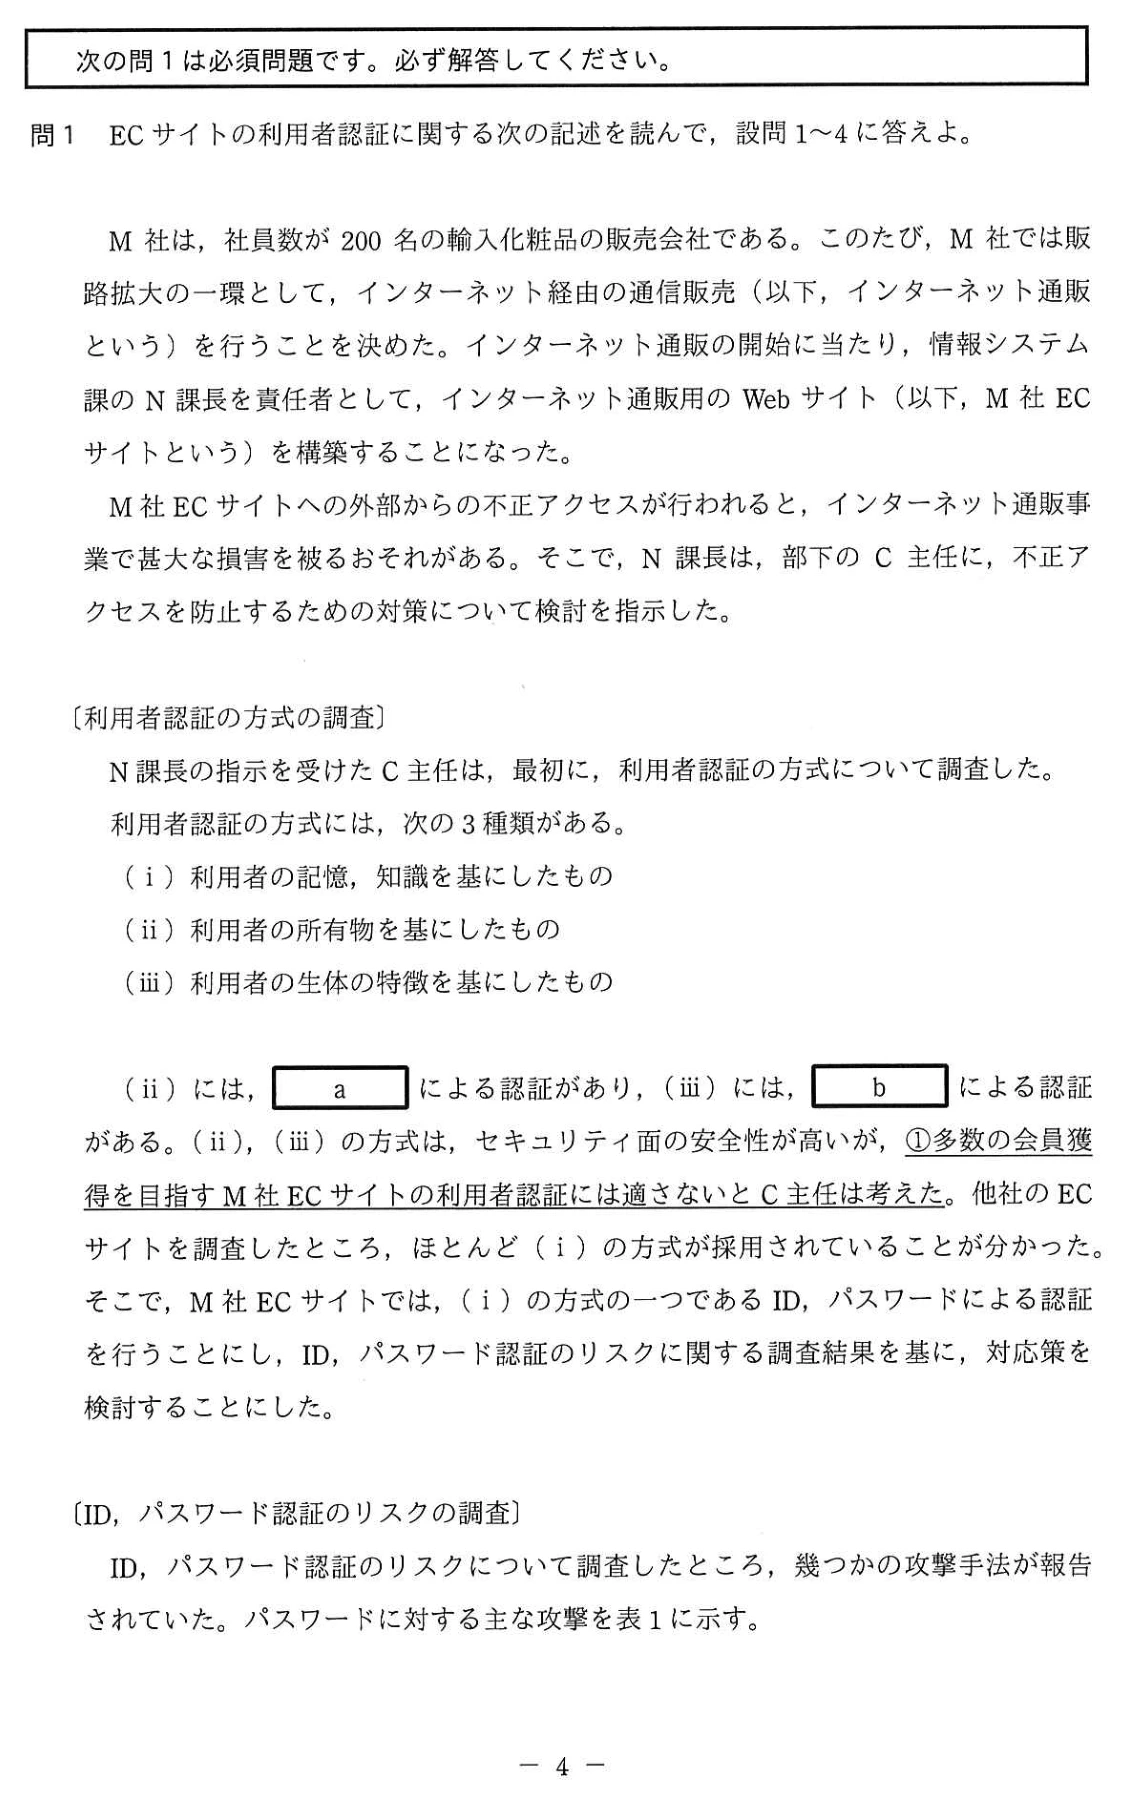 次の問1は必須問題です。必ず解答してください。
問1 ECサイトの利用者認証に関する次の記述を読んで，設問1～4に答えよ。
M社は，社員数が200名の輸入化粧品の販売会社である。このたび，M社では販
路拡大の一環として，インターネット経由の通信販売（以下，インターネット通販
という）を行うことを決めた。インターネット通販の開始に当たり，情報システム
課のN課長を責任者として，インターネット通販用のWebサイト（以下，M社EC
サイトという）を構築することになった。
M社ECサイトへの外部からの不正アクセスが行われると，インターネット通販事
業で甚大な損害を被るおそれがある。そこで，N課長は，部下のC主任に，不正ア
クセスを防止するための対策について検討を指示した。
〔利用者認証の方式の調査〕
N課長の指示を受けたC主任は，最初に，利用者認証の方式について調査した。
利用者認証の方式には，次の3種類がある。
（ⅰ）利用者の記憶，知識を基にしたもの
（ⅱ）利用者の所有物を基にしたもの
（ⅲ）利用者の生体の特徴を基にしたもの
（ⅱ）には， a による認証があり，（ⅲ）には， b による認証
がある。（ⅱ），（ⅲ）の方式は，セキュリティ面の安全性が高いが，①多数の会員獲
得を目指すM社ECサイトの利用者認証には適さないとC主任は考えた。他社のEC
サイトを調査したところ，ほとんど（ⅰ）の方式が採用されていることが分かった。
そこで，M社ECサイトでは，（ⅰ）の方式の一つであるID，パスワードによる認証
を行うことにし，ID，パスワード認証のリスクに関する調査結果を基に，対応策を
検討することにした。
〔ID，パスワード認証のリスクの調査〕
ID，パスワード認証のリスクについて調査したところ，幾つかの攻撃手法が報告
されていた。パスワードに対する主な攻撃を表1に示す。
－ 4 －